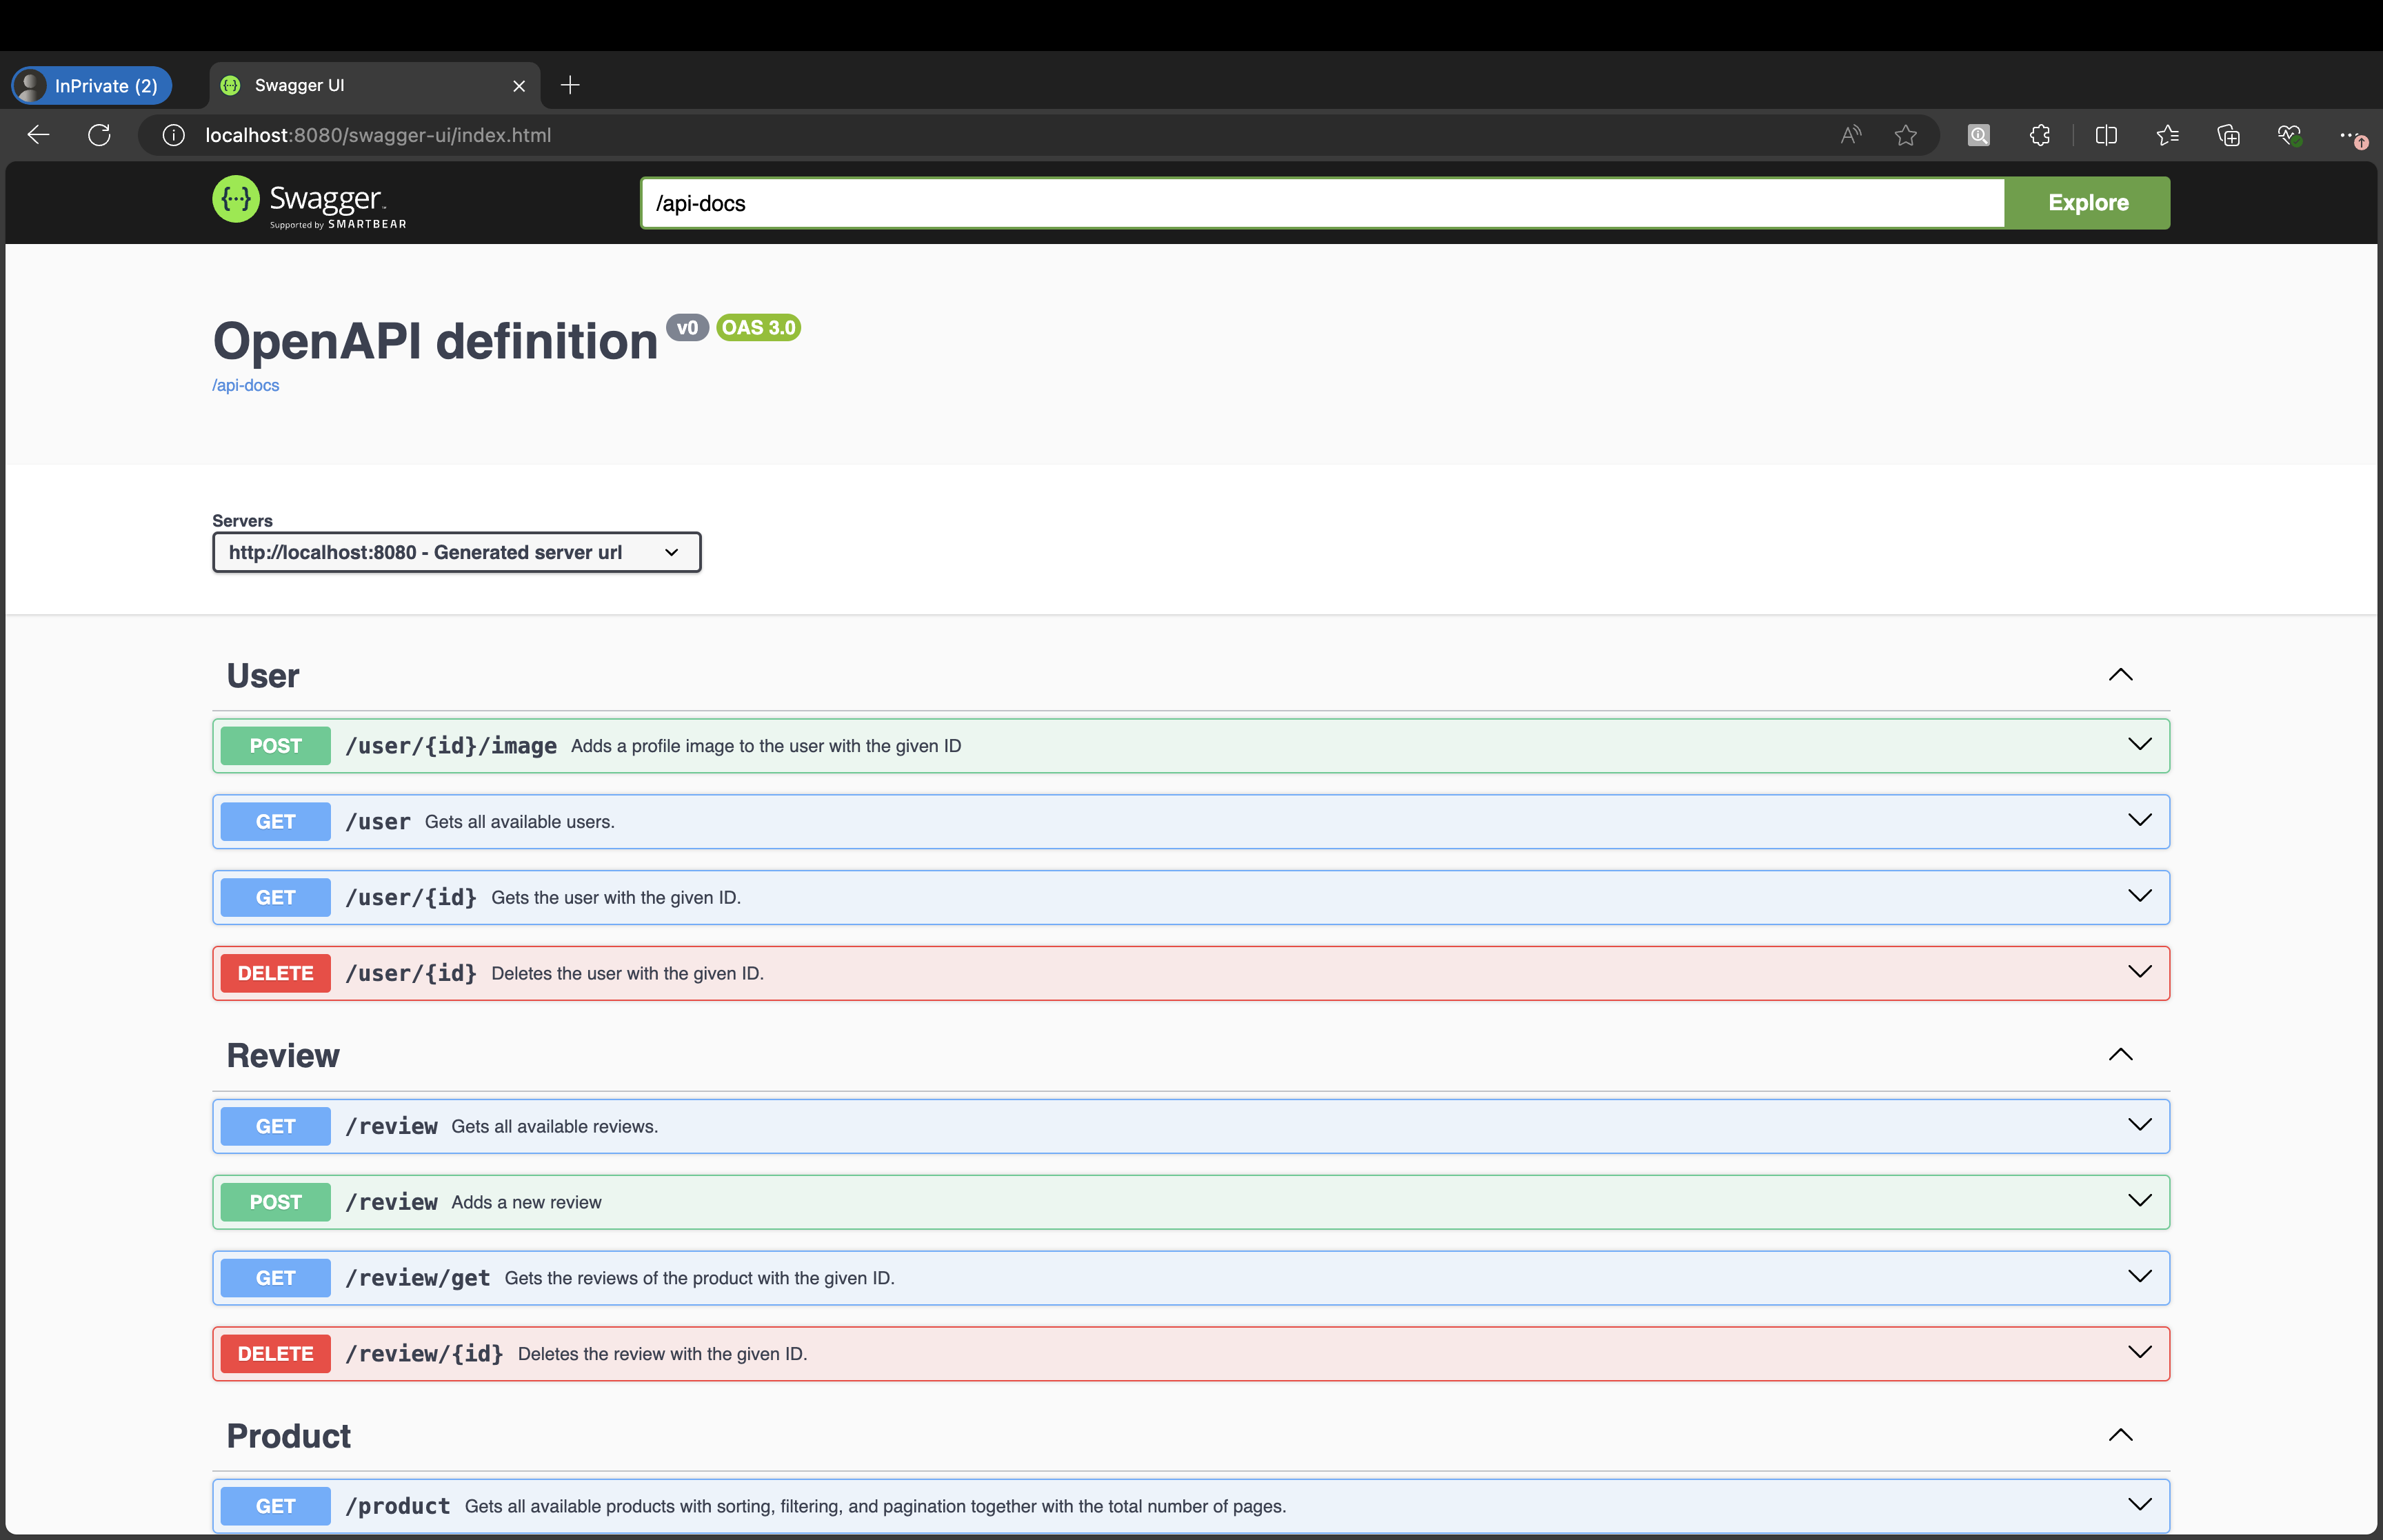 InPrivate (2)
Swagger UI
localhost:8080/swagger-ui/index.html
Swagger
Supported by SMARTBEAR
/api-docs
Explore
OpenAPI definition v0 OAS 3.0
/api-docs
Servers
http://localhost:8080 - Generated server url
User
POST /user/{id}/image Adds a profile image to the user with the given ID
GET /user Gets all available users.
GET /user/{id} Gets the user with the given ID.
DELETE /user/{id} Deletes the user with the given ID.
Review
GET /review Gets all available reviews.
POST /review Adds a new review
GET /review/get Gets the reviews of the product with the given ID.
DELETE /review/{id} Deletes the review with the given ID.
Product
GET /product Gets all available products with sorting, filtering, and pagination together with the total number of pages.